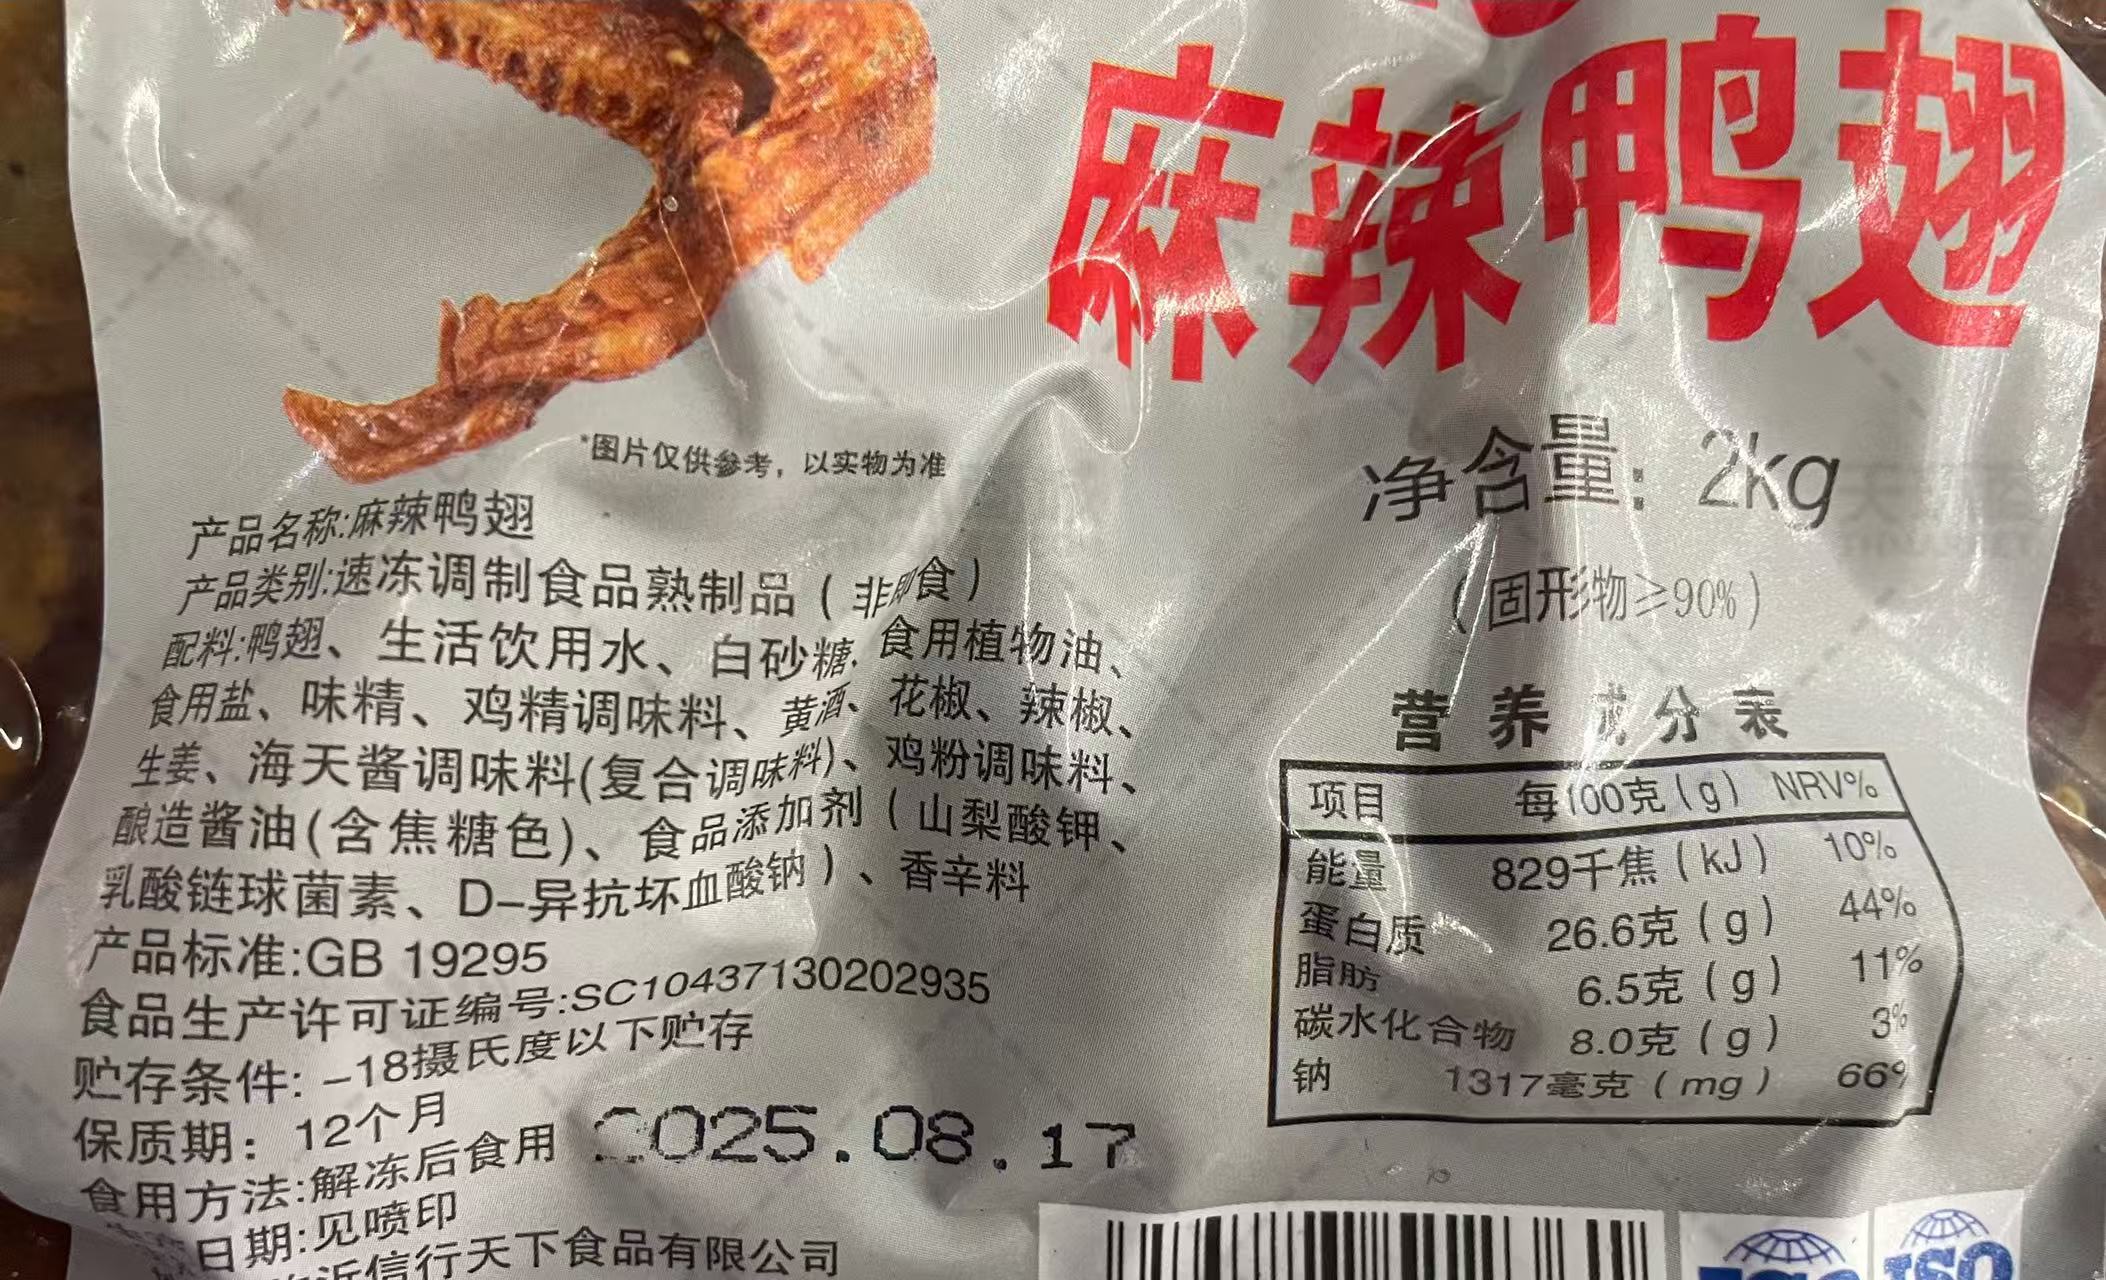 麻辣鸭翅
*图片仅供参考，以实物为准
净含量：2kg
（固形物≥90%）
产品名称:麻辣鸭翅
产品类别:速冻调制食品熟制品（非即食）
配料:鸭翅、生活饮用水、白砂糖、食用植物油、
食用盐、味精、鸡精调味料、黄酒、花椒、辣椒、
生姜、海天酱调味料(复合调味料)、鸡粉调味料、
酿造酱油(含焦糖色)、食品添加剂（山梨酸钾、
乳酸链球菌素、D-异抗坏血酸钠）、香辛料
产品标准:GB 19295
食品生产许可证编号:SC10437130202935
贮存条件: -18摄氏度以下贮存
保质期：12个月
食用方法:解冻后食用
日期:见喷印
沂信行天下食品有限公司
2025.08.17
营养成分表
项目 每100克(g) NRV%
能量 829千焦(kJ) 10%
蛋白质 26.6克(g) 44%
脂肪 6.5克(g) 11%
碳水化合物 8.0克(g) 3%
钠 1317毫克(mg) 66%
ISO